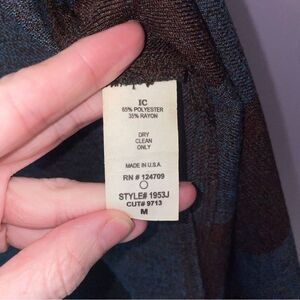 IC
65% POLYESTER
35% RAYON
DRY
CLEAN
ONLY
MADE IN U.S.A.
RN # 124709
STYLE# 1953J
CUT# 9713
M